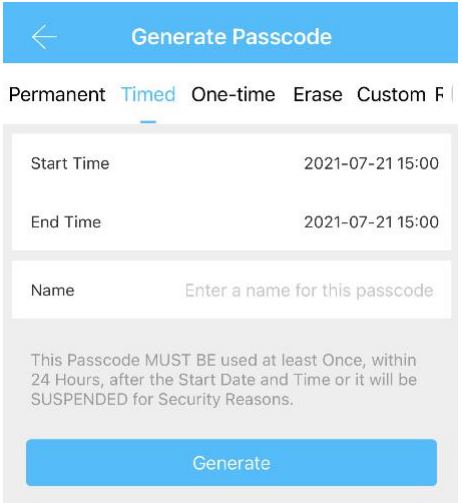 Generate Passcode
Permanent Timed One-time Erase Custom R
Start Time 2021-07-21 15:00
End Time 2021-07-21 15:00
Name Enter a name for this passcode
This Passcode MUST BE used at least Once, within
24 Hours, after the Start Date and Time or it will be
SUSPENDED for Security Reasons.
Generate